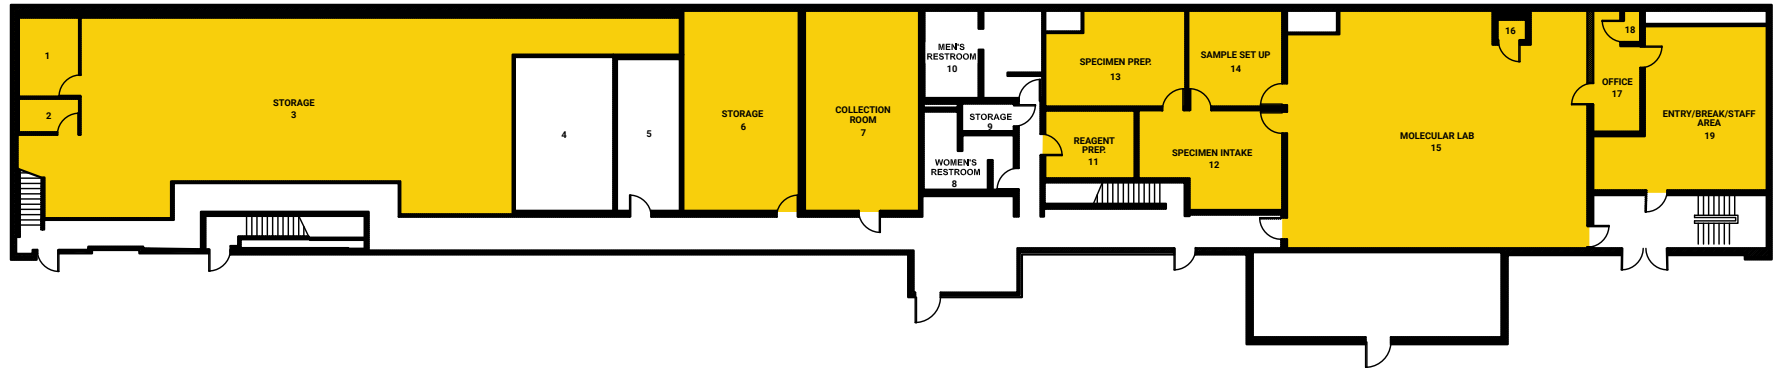 1
2
STORAGE
3
4
5
STORAGE
6
COLLECTION
ROOM
7
MEN'S
RESTROOM
10
STORAGE
9
WOMEN'S
RESTROOM
8
SPECIMEN PREP.
13
SAMPLE SET UP
14
REAGENT
PREP.
11
SPECIMEN INTAKE
12
MOLECULAR LAB
15
16
OFFICE
17
18
ENTRY/BREAK/STAFF
AREA
19